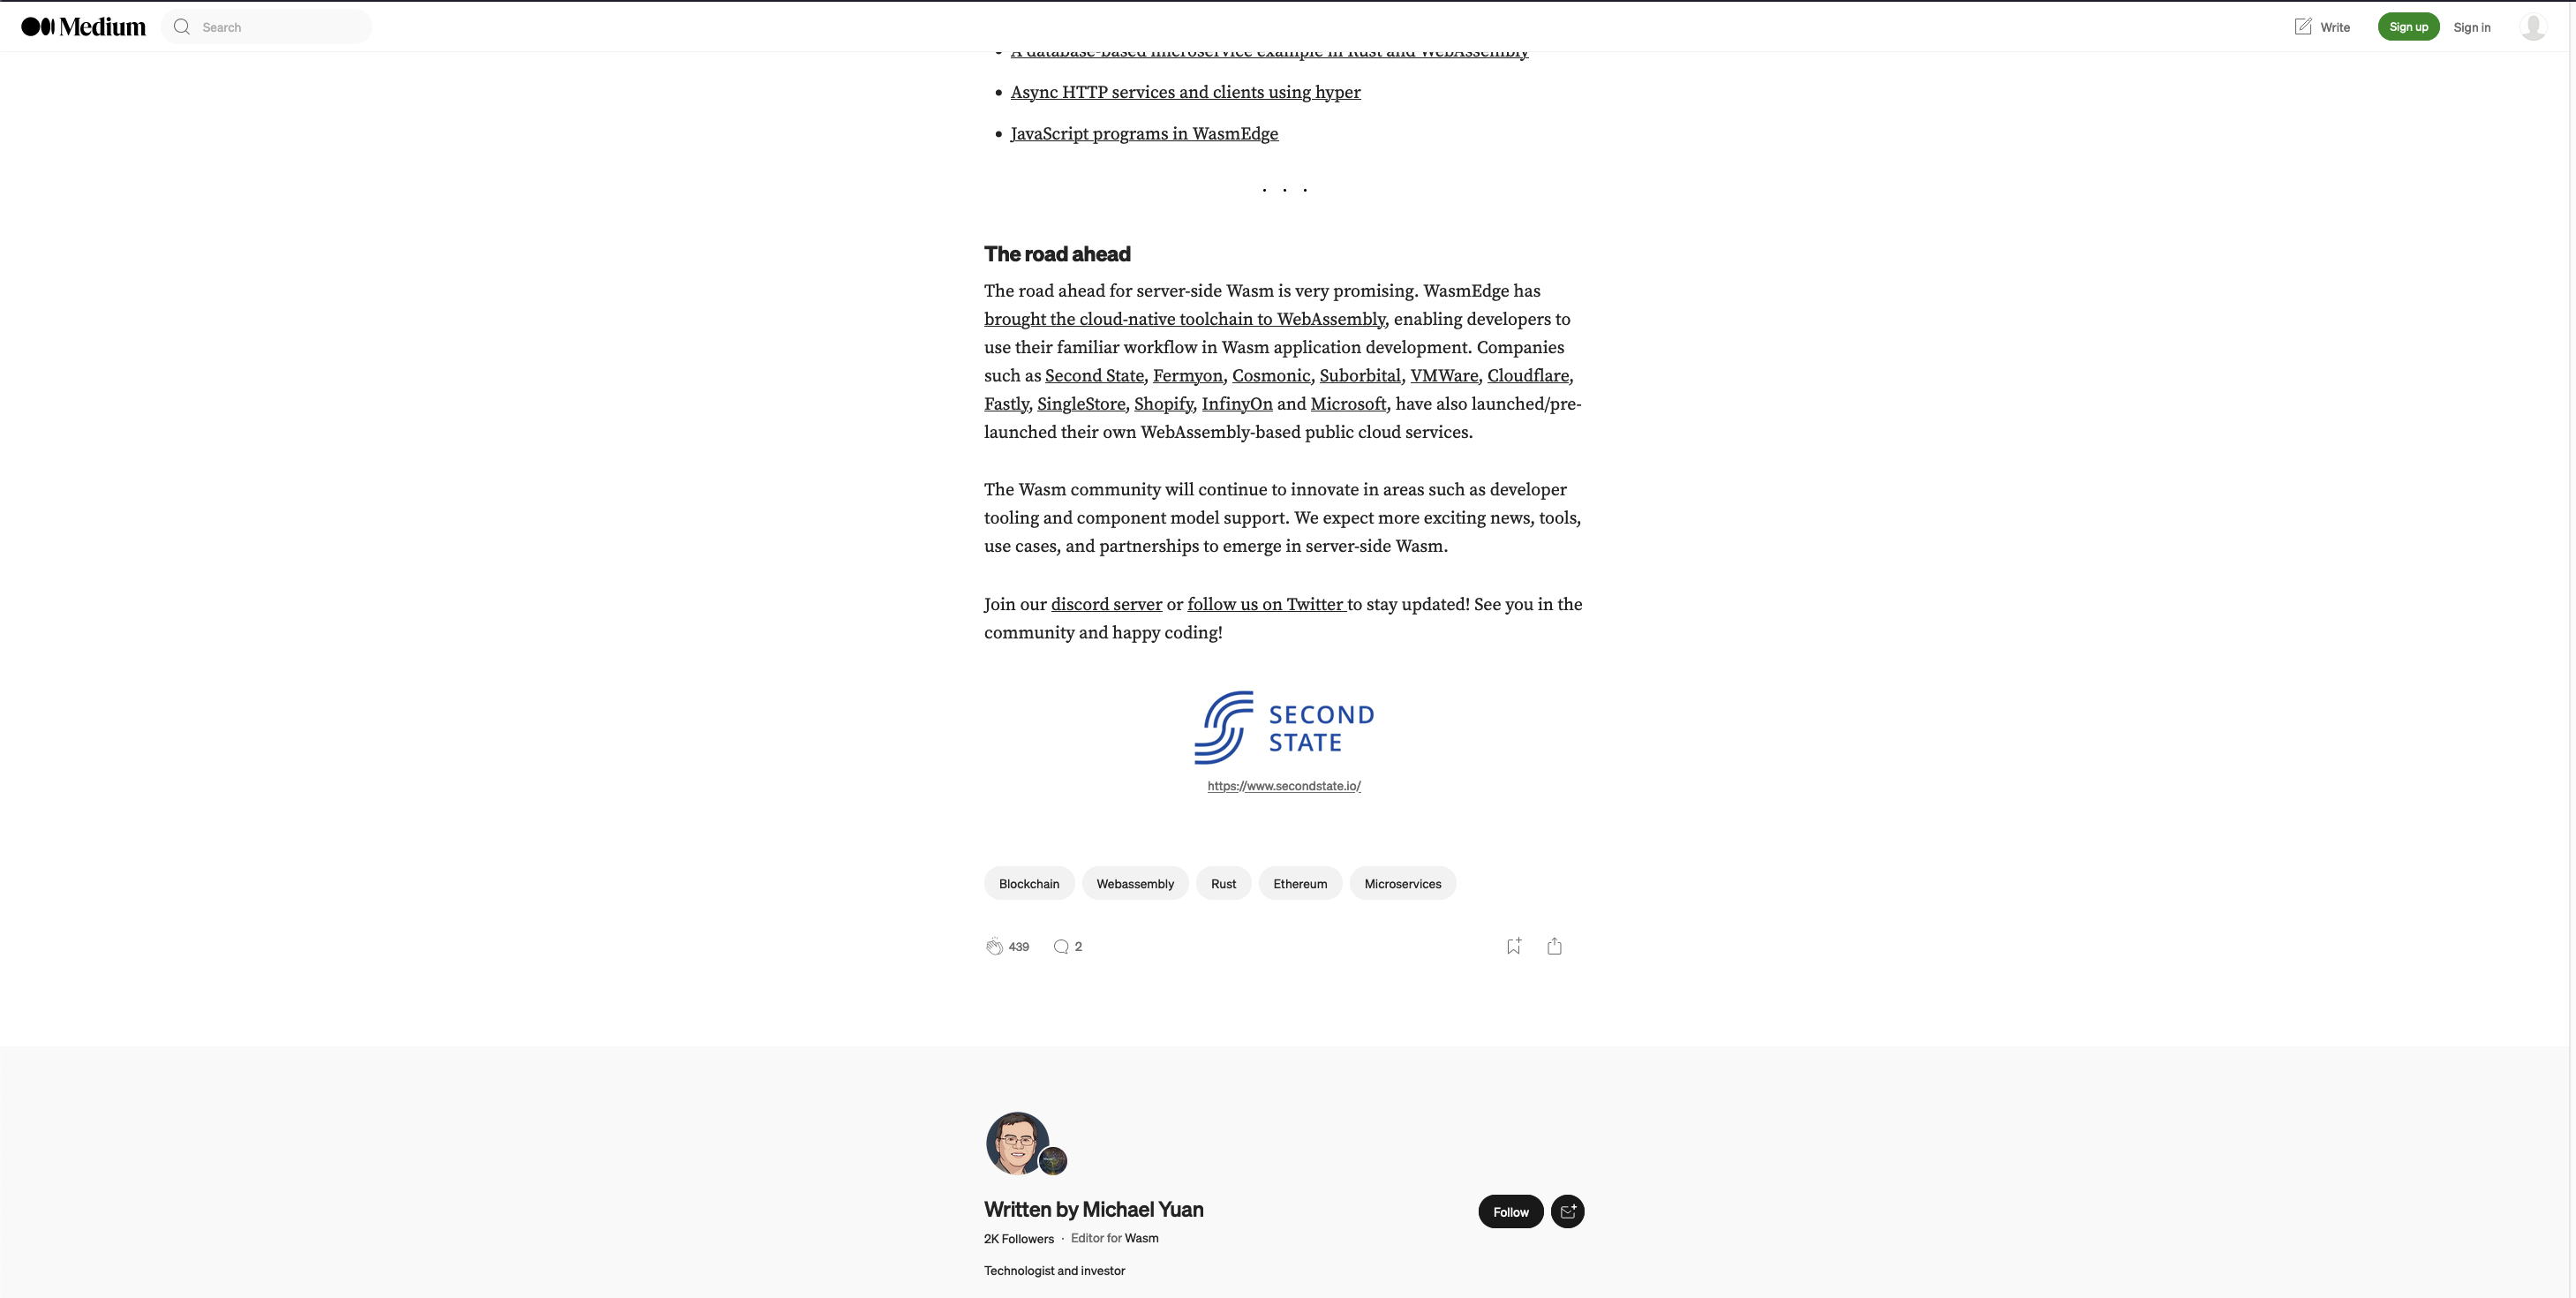 Medium
Search
Write
Sign up
Sign in
A database-based microservice example in Rust and WebAssembly
Async HTTP services and clients using hyper
JavaScript programs in WasmEdge
. . .
The road ahead
The road ahead for server-side Wasm is very promising. WasmEdge has
brought the cloud-native toolchain to WebAssembly, enabling developers to
use their familiar workflow in Wasm application development. Companies
such as Second State, Fermyon, Cosmonic, Suborbital, VMWare, Cloudflare,
Fastly, SingleStore, Shopify, InfinyOn and Microsoft, have also launched/pre-
launched their own WebAssembly-based public cloud services.
The Wasm community will continue to innovate in areas such as developer
tooling and component model support. We expect more exciting news, tools,
use cases, and partnerships to emerge in server-side Wasm.
Join our discord server or follow us on Twitter to stay updated! See you in the
community and happy coding!
SECOND
STATE
https://www.secondstate.io/
Blockchain
Webassembly
Rust
Ethereum
Microservices
439
2
Written by Michael Yuan
Follow
2K Followers · Editor for Wasm
Technologist and investor